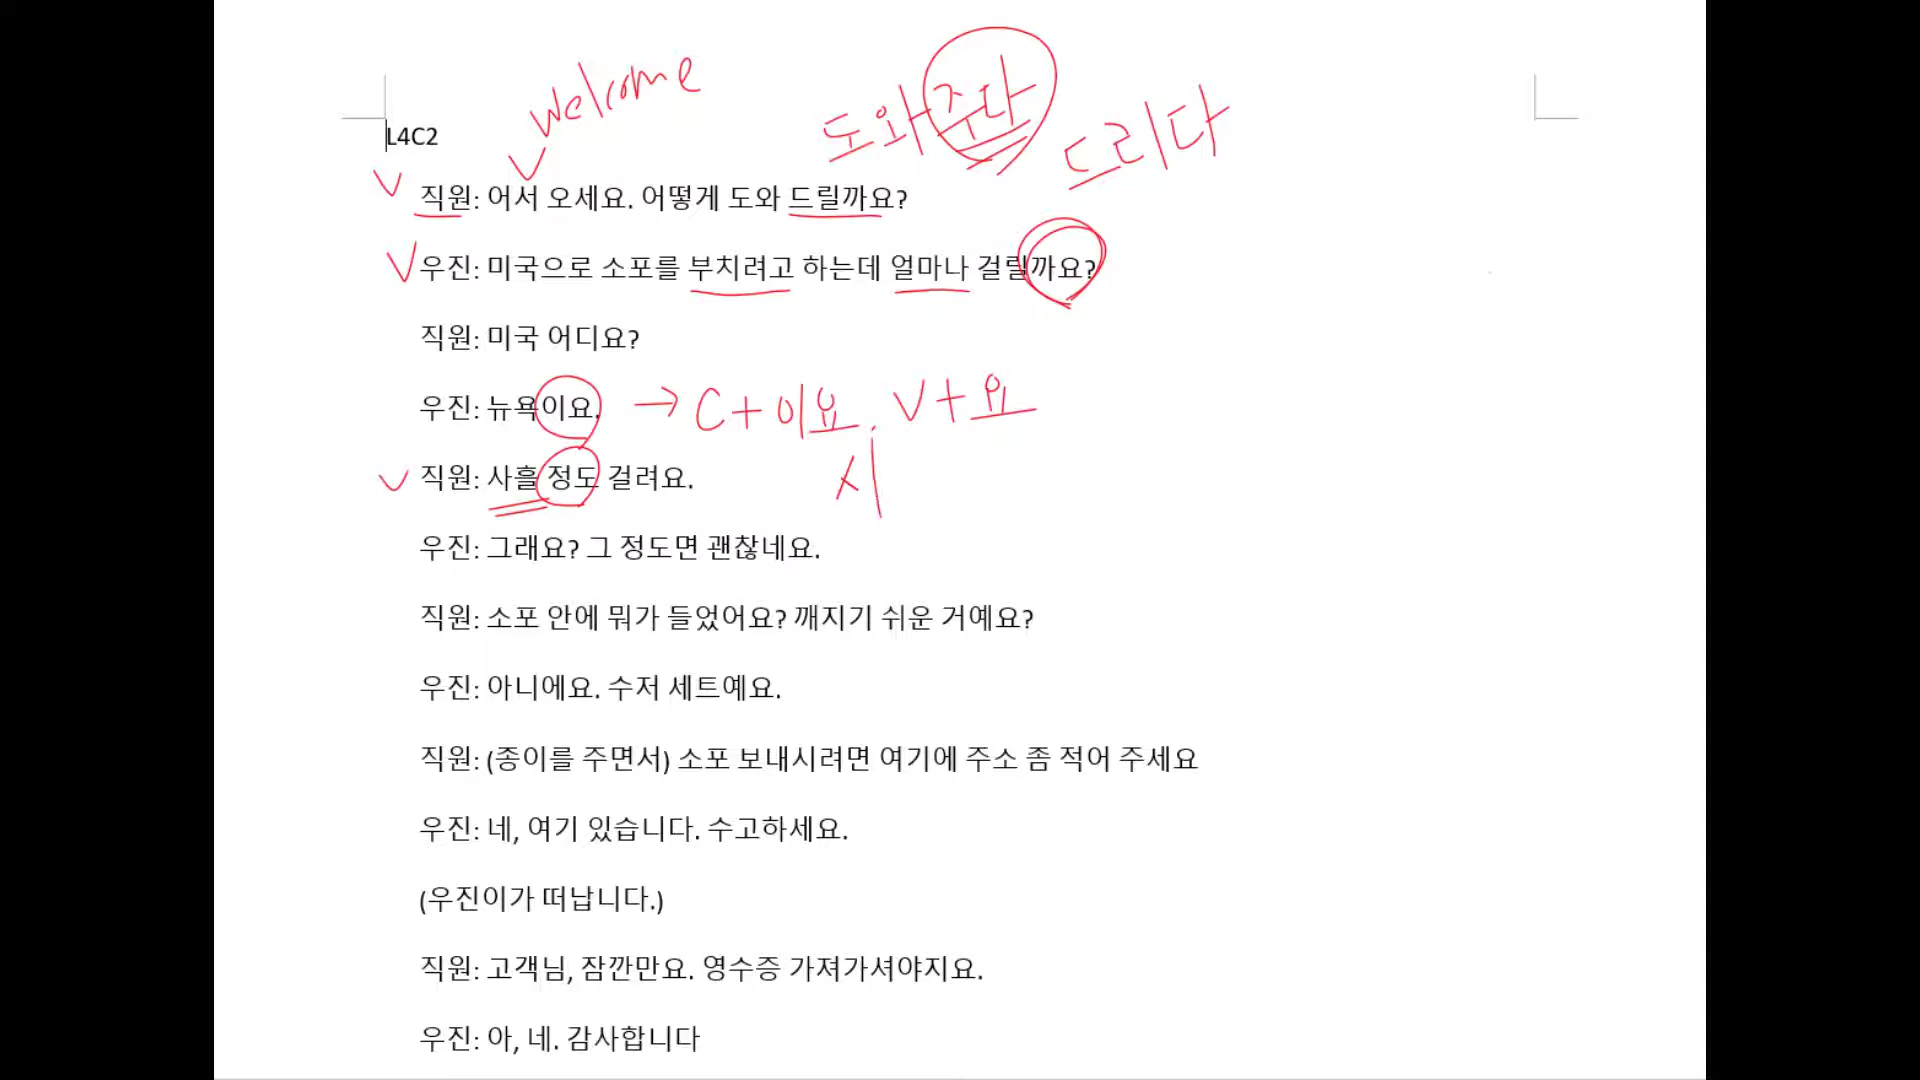 welcome
도와주다
드리다
L4C2
직원: 어서 오세요. 어떻게 도와 드릴까요?
우진: 미국으로 소포를 부치려고 하는데 얼마나 걸릴까요?
직원: 미국 어디요?
우진: 뉴욕이요. → C+이요. V+요
시
직원: 사흘 정도 걸려요.
우진: 그래요? 그 정도면 괜찮네요.
직원: 소포 안에 뭐가 들었어요? 깨지기 쉬운 거예요?
우진: 아니에요. 수저 세트예요.
직원: (종이를 주면서) 소포 보내시려면 여기에 주소 좀 적어 주세요
우진: 네, 여기 있습니다. 수고하세요.
(우진이가 떠납니다.)
직원: 고객님, 잠깐만요. 영수증 가져가셔야지요.
우진: 아, 네. 감사합니다